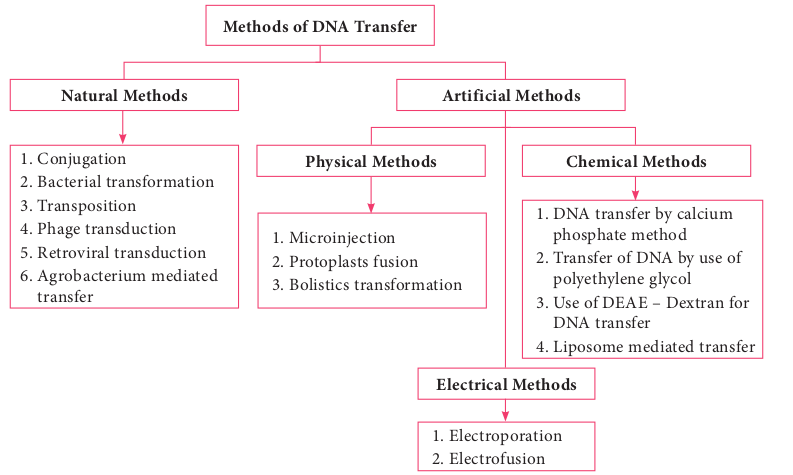 Methods of DNA Transfer
Natural Methods
1. Conjugation
2. Bacterial transformation
3. Transposition
4. Phage transduction
5. Retroviral transduction
6. Agrobacterium mediated
transfer
Artificial Methods
Physical Methods
1. Microinjection
2. Protoplasts fusion
3. Bolistics transformation
Chemical Methods
1. DNA transfer by calcium
phosphate method
2. Transfer of DNA by use of
polyethylene glycol
3. Use of DEAE – Dextran for
DNA transfer
4. Liposome mediated transfer
Electrical Methods
1. Electroporation
2. Electrofusion